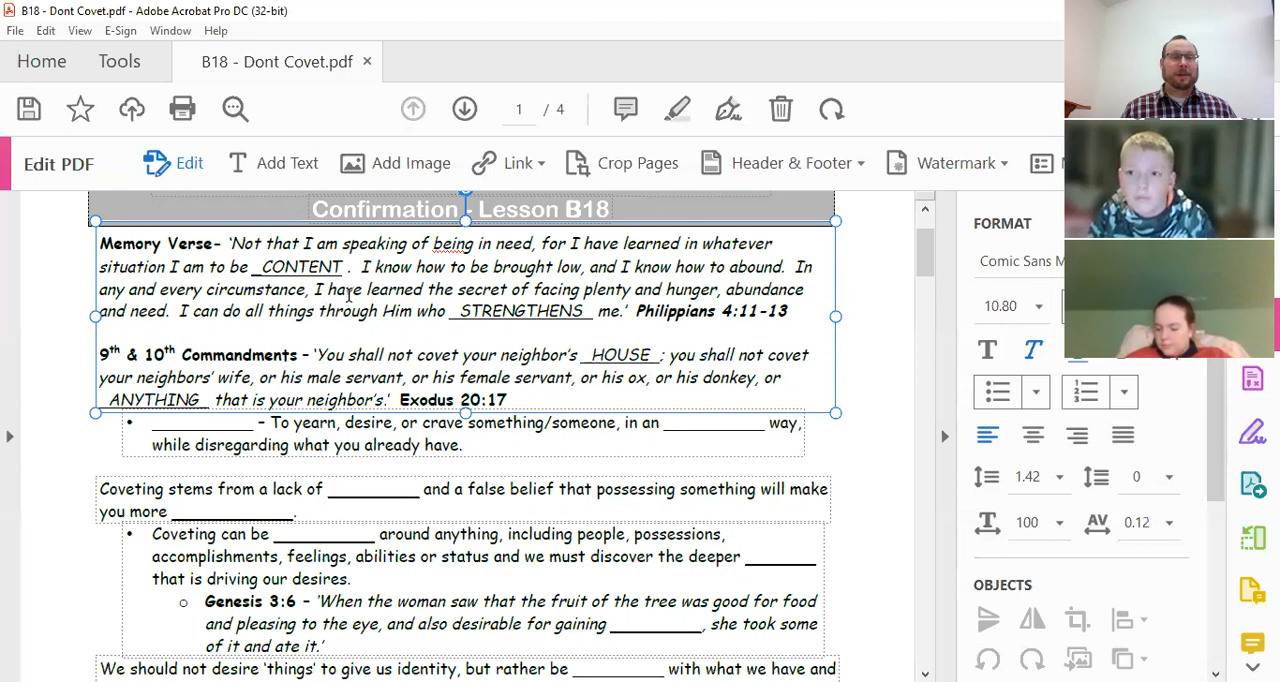 B18 - Dont Covet.pdf - Adobe Acrobat Pro DC (32-bit)
File Edit View E-Sign Window Help
Home Tools B18 - Dont Covet.pdf ×
1 / 4
Edit PDF Edit Add Text Add Image Link Crop Pages Header & Footer Watermark
Confirmation - Lesson B18
Memory Verse- ‘Not that I am speaking of being in need, for I have learned in whatever
situation I am to be _CONTENT_. I know how to be brought low, and I know how to abound. In
any and every circumstance, I have learned the secret of facing plenty and hunger, abundance
and need. I can do all things through Him who _STRENGTHENS_ me.’ Philippians 4:11-13
9th & 10th Commandments – ‘You shall not covet your neighbor’s _HOUSE_; you shall not covet
your neighbors’ wife, or his male servant, or his female servant, or his ox, or his donkey, or
_ANYTHING_ that is your neighbor’s.’ Exodus 20:17
• __________ – To yearn, desire, or crave something/someone, in an __________ way,
while disregarding what you already have.
Coveting stems from a lack of _________ and a false belief that possessing something will make
you more ____________.
• Coveting can be __________ around anything, including people, possessions,
accomplishments, feelings, abilities or status and we must discover the deeper _______
that is driving our desires.
o Genesis 3:6 – ‘When the woman saw that the fruit of the tree was good for food
and pleasing to the eye, and also desirable for gaining _________, she took some
of it and ate it.’
We should not desire ‘things’ to give us identity, but rather be _________ with what we have and
FORMAT
Comic Sans M
10.80
T T
1.42 0
T 100 AV 0.12
OBJECTS